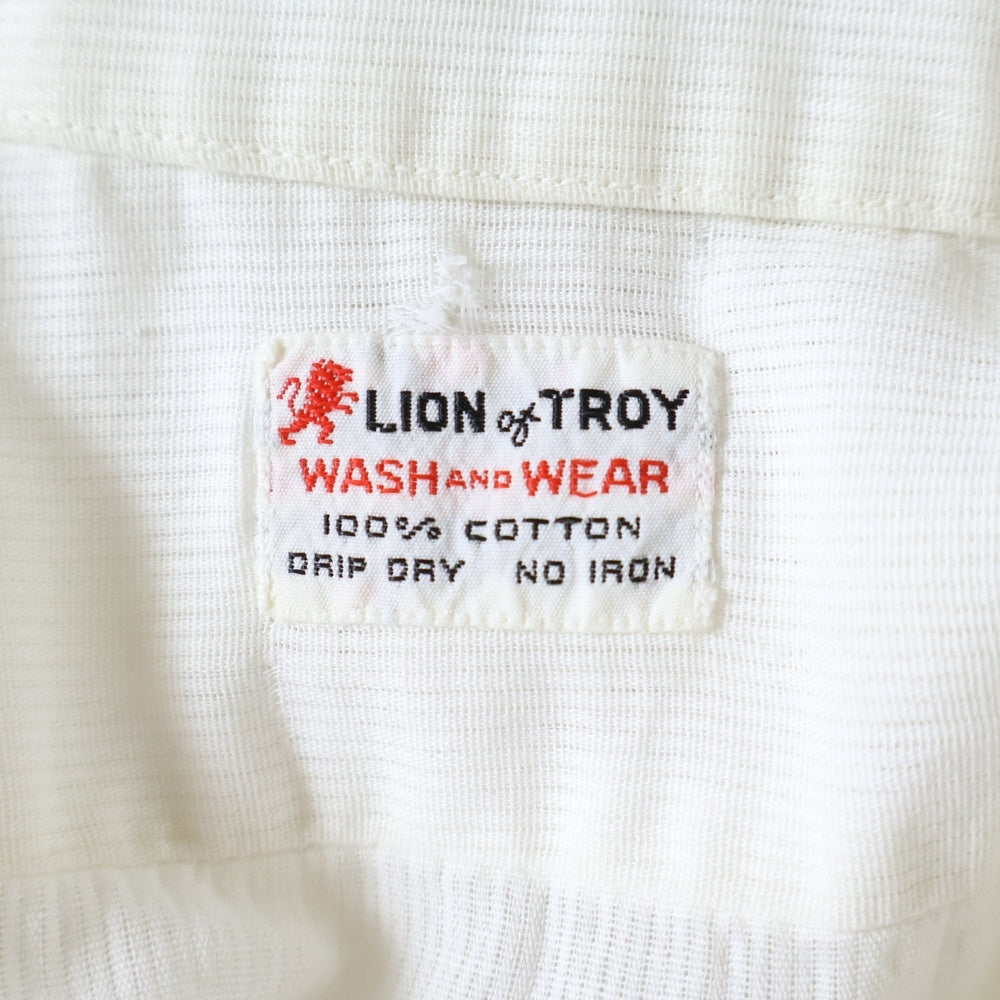 LION of TROY
WASH AND WEAR
100% COTTON
DRIP DRY NO IRON